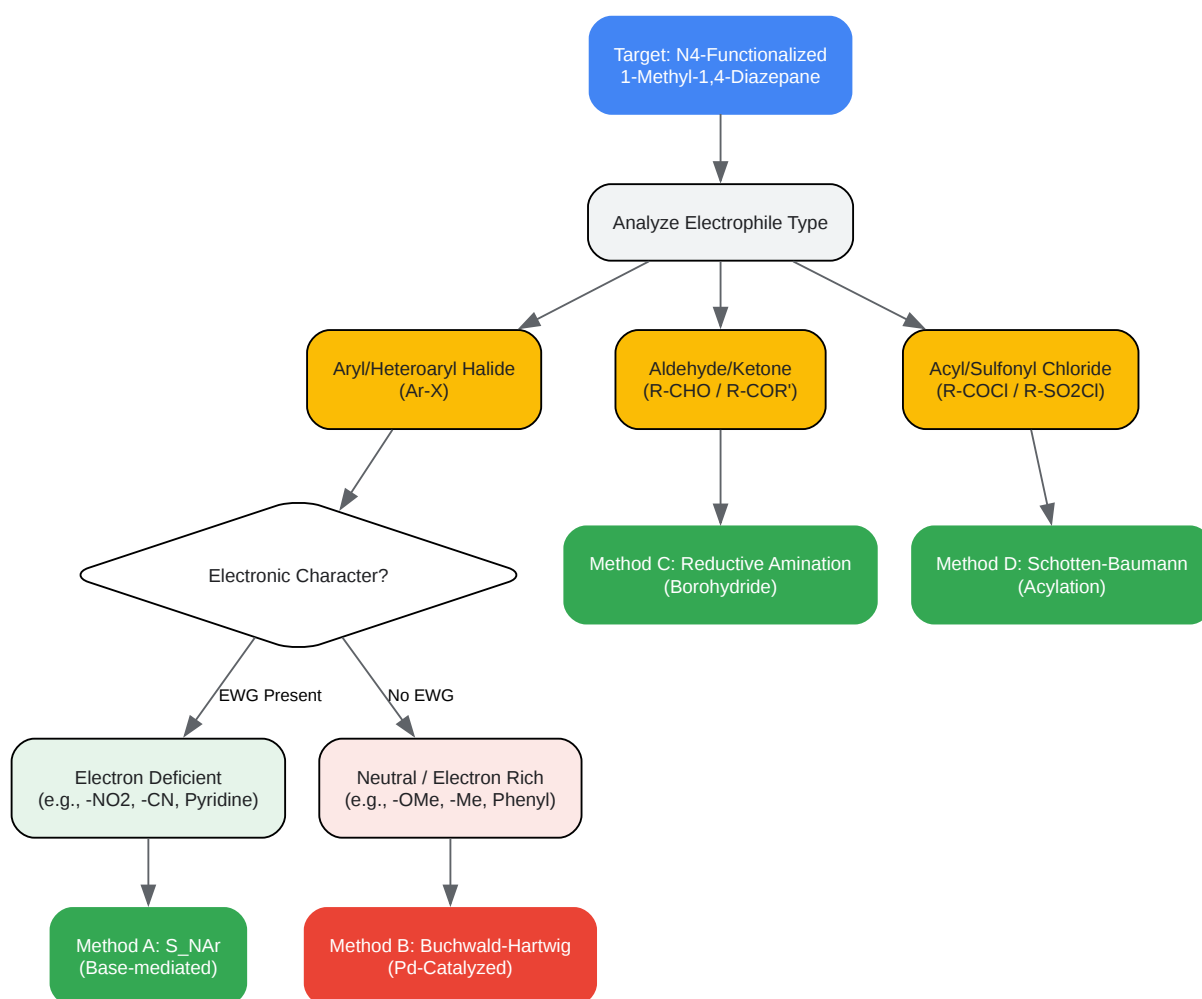 Target: N4-Functionalized
1-Methyl-1,4-Diazepane
Analyze Electrophile Type
Aryl/Heteroaryl Halide
(Ar-X)
Aldehyde/Ketone
(R-CHO / R-COR')
Acyl/Sulfonyl Chloride
(R-COCl / R-SO2Cl)
Electronic Character?
Method C: Reductive Amination
(Borohydride)
Method D: Schotten-Baumann
(Acylation)
EWG Present
No EWG
Electron Deficient
(e.g., -NO2, -CN, Pyridine)
Neutral / Electron Rich
(e.g., -OMe, -Me, Phenyl)
Method A: S_NAr
(Base-mediated)
Method B: Buchwald-Hartwig
(Pd-Catalyzed)